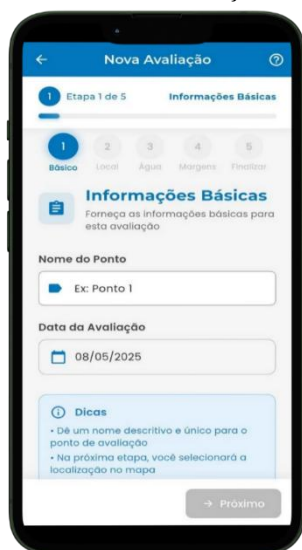 Nova Avaliação
1 Etapa 1 de 5 Informações Básicas
1 2 3 4 5
Básico Local Água Margens Finalizar
Informações Básicas
Forneça as informações básicas para
esta avaliação
Nome do Ponto
Ex: Ponto 1
Data da Avaliação
08/05/2025
Dicas
• Dê um nome descritivo e único para o
ponto de avaliação
• Na próxima etapa, você selecionará a
localização no mapa
→ Próximo